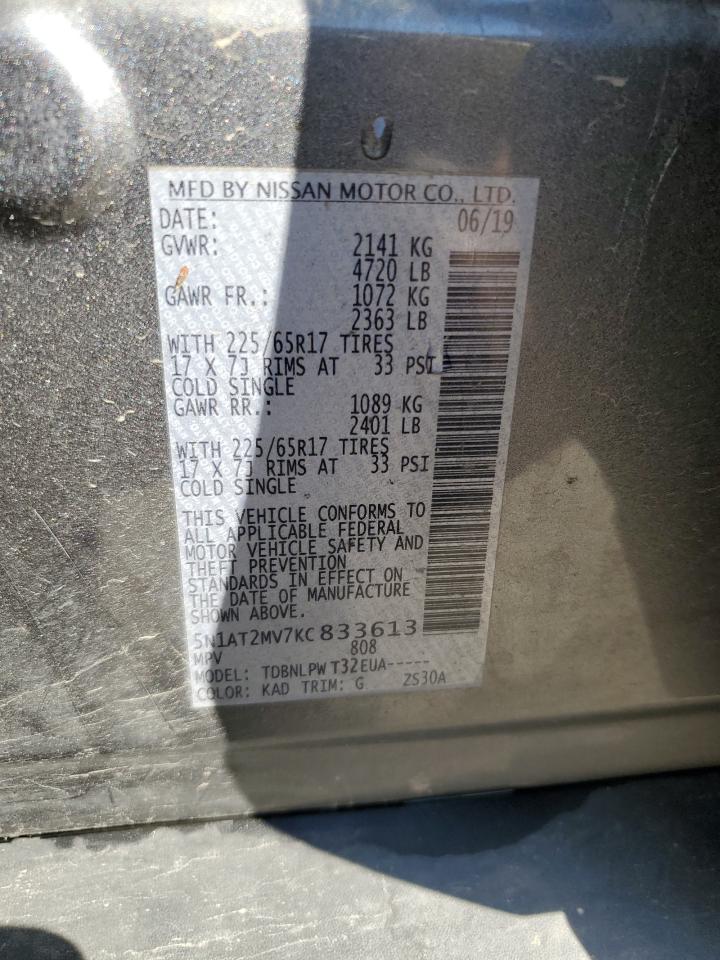 MFD BY NISSAN MOTOR CO., LTD.
DATE: 06/19
GVWR: 2141 KG
4720 LB
GAWR FR.: 1072 KG
2363 LB
WITH 225/65R17 TIRES
17 X 7J RIMS AT 33 PSI
COLD SINGLE
GAWR RR.: 1089 KG
2401 LB
WITH 225/65R17 TIRES
17 X 7J RIMS AT 33 PSI
COLD SINGLE
THIS VEHICLE CONFORMS TO
ALL APPLICABLE FEDERAL
MOTOR VEHICLE SAFETY AND
THEFT PREVENTION
STANDARDS IN EFFECT ON
THE DATE OF MANUFACTURE
SHOWN ABOVE.
5N1AT2MV7KC833613
MPV 808
MODEL: TDBNLPW T32EUA-----
COLOR: KAD TRIM: G ZS30A